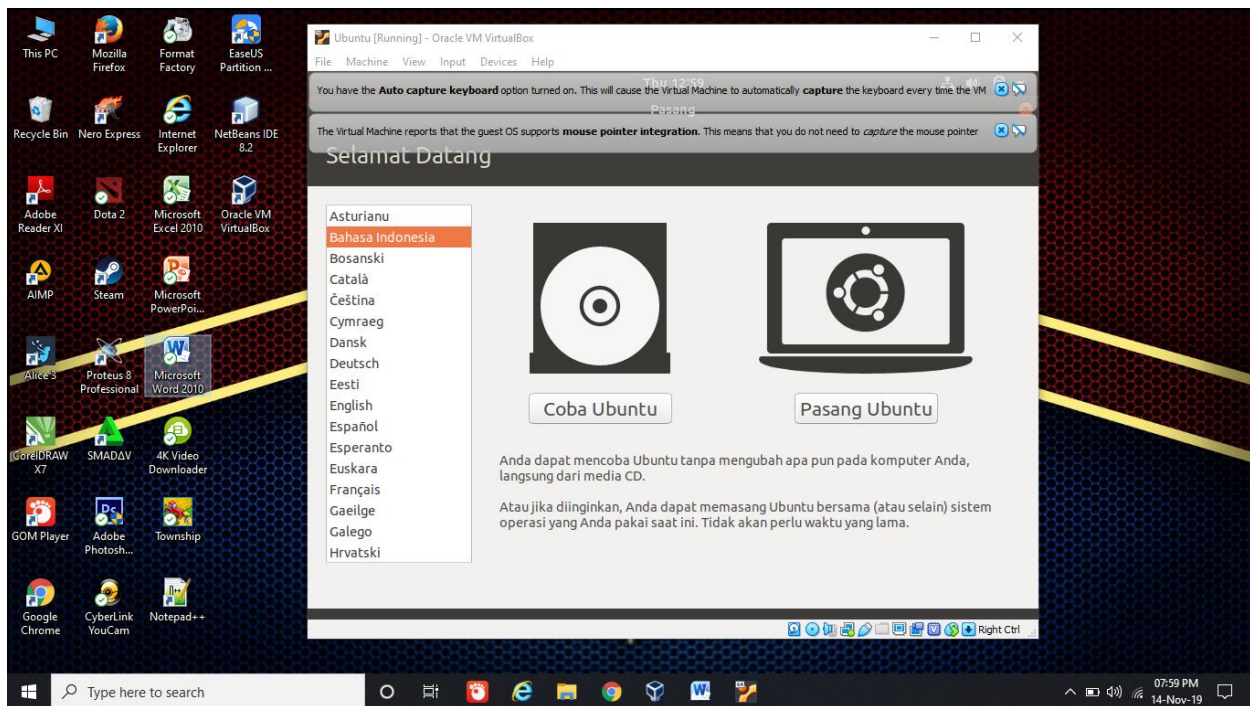 This PC
Mozilla
Firefox
Format
Factory
EaseUS
Partition ...
Recycle Bin
Nero Express
Internet
Explorer
NetBeans IDE
8.2
Adobe
Reader XI
Dota 2
Microsoft
Excel 2010
Oracle VM
VirtualBox
AIMP
Steam
Microsoft
PowerPoi...
Alice 3
Proteus 8
Professional
Microsoft
Word 2010
CorelDRAW
X7
SMADΔV
4K Video
Downloader
GOM Player
Adobe
Photosh...
Township
Google
Chrome
CyberLink
YouCam
Notepad++
Ubuntu [Running] - Oracle VM VirtualBox
File Machine View Input Devices Help
Thu 12:59
You have the Auto capture keyboard option turned on. This will cause the Virtual Machine to automatically capture the keyboard every time the VM
Pasang
The Virtual Machine reports that the guest OS supports mouse pointer integration. This means that you do not need to capture the mouse pointer
Selamat Datang
Asturianu
Bahasa Indonesia
Bosanski
Català
Čeština
Cymraeg
Dansk
Deutsch
Eesti
English
Español
Esperanto
Euskara
Français
Gaeilge
Galego
Hrvatski
Coba Ubuntu
Pasang Ubuntu
Anda dapat mencoba Ubuntu tanpa mengubah apa pun pada komputer Anda,
langsung dari media CD.
Atau jika diinginkan, Anda dapat memasang Ubuntu bersama (atau selain) sistem
operasi yang Anda pakai saat ini. Tidak akan perlu waktu yang lama.
Right Ctrl
Type here to search
07:59 PM
14-Nov-19